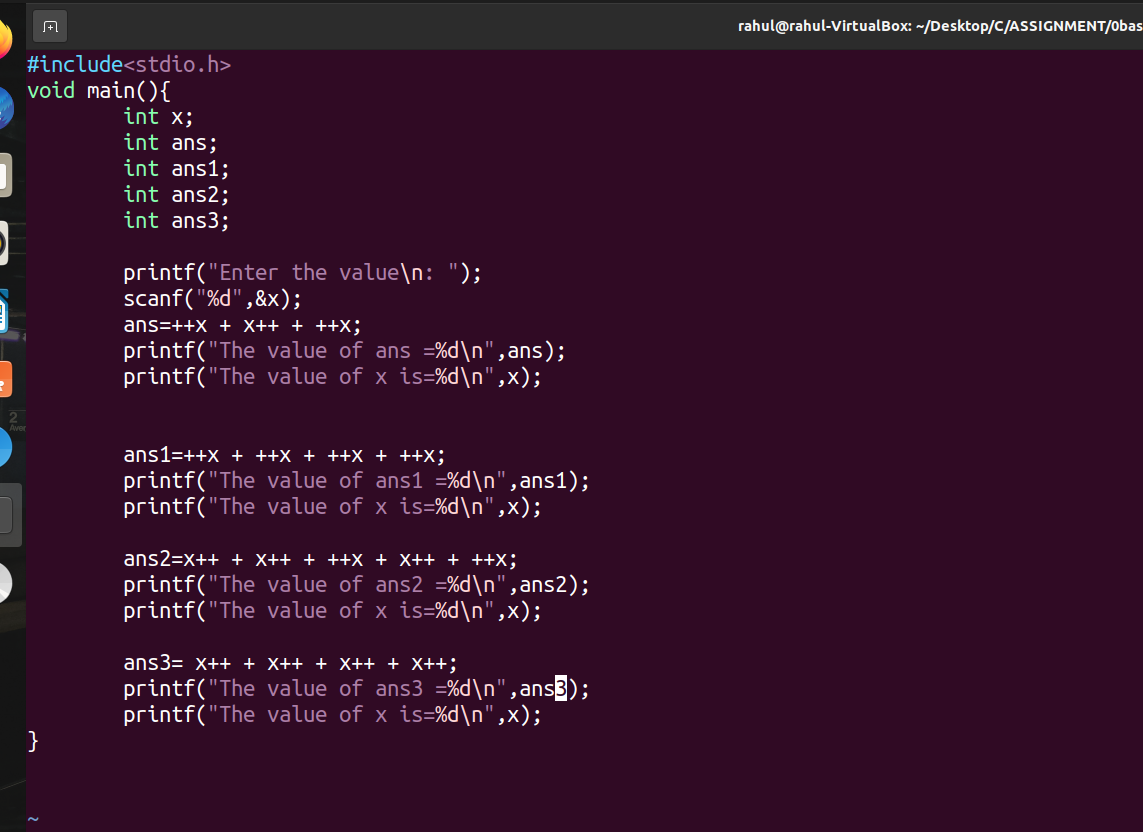 rahul@rahul-VirtualBox: ~/Desktop/C/ASSIGNMENT/0bas
#include<stdio.h>
void main(){
int x;
int ans;
int ans1;
int ans2;
int ans3;
printf("Enter the value\n: ");
scanf("%d",&x);
ans=++x + x++ + ++x;
printf("The value of ans =%d\n",ans);
printf("The value of x is=%d\n",x);
ans1=++x + ++x + ++x + ++x;
printf("The value of ans1 =%d\n",ans1);
printf("The value of x is=%d\n",x);
ans2=x++ + x++ + ++x + x++ + ++x;
printf("The value of ans2 =%d\n",ans2);
printf("The value of x is=%d\n",x);
ans3= x++ + x++ + x++ + x++;
printf("The value of ans3 =%d\n",ans3);
printf("The value of x is=%d\n",x);
}
~
2